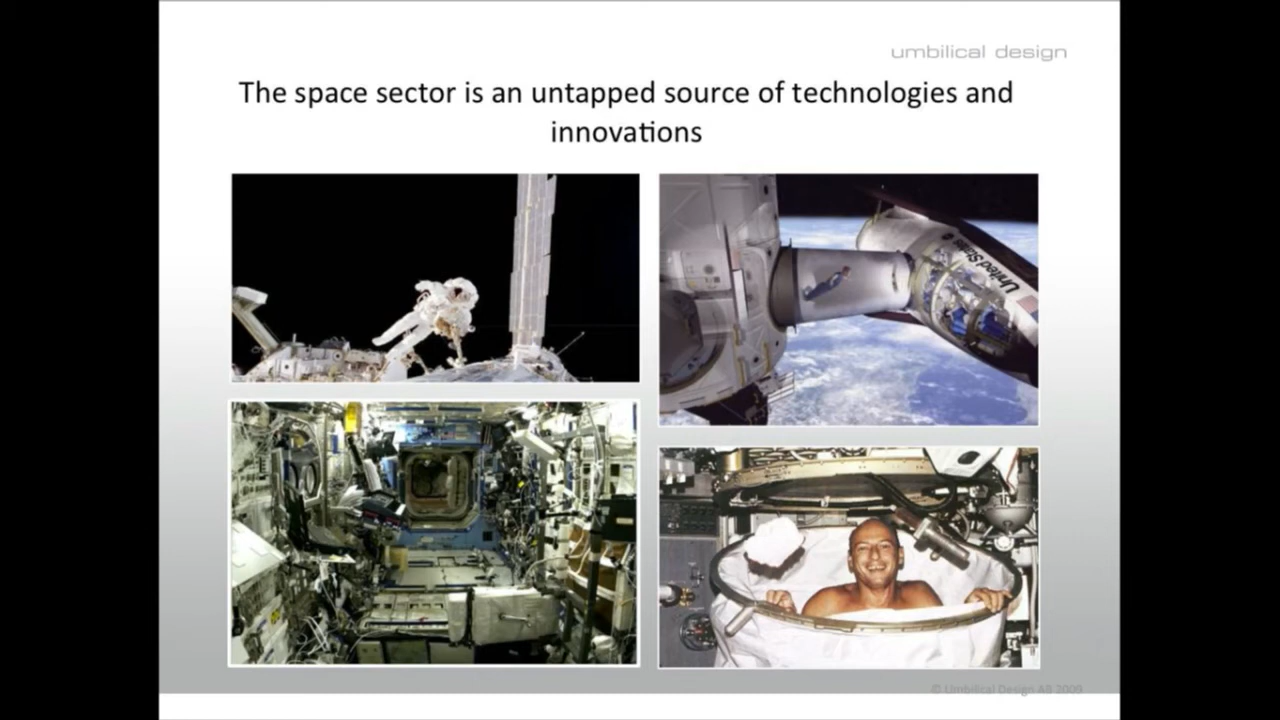 umbilical design
The space sector is an untapped source of technologies and
innovations
United States
© Umbilical Design AB 2009